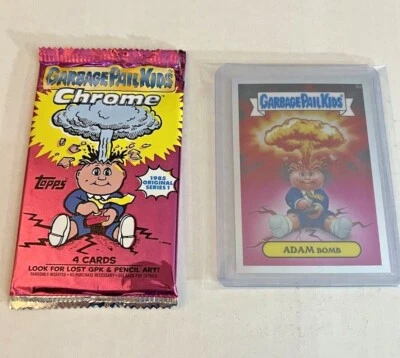 GARBAGE PAIL KIDS
Chrome
1985
ORIGINAL
SERIES 1
TOPPS
4 CARDS
LOOK FOR LOST GPK & PENCIL ART!
GARBAGE PAIL KIDS
ADAM BOMB